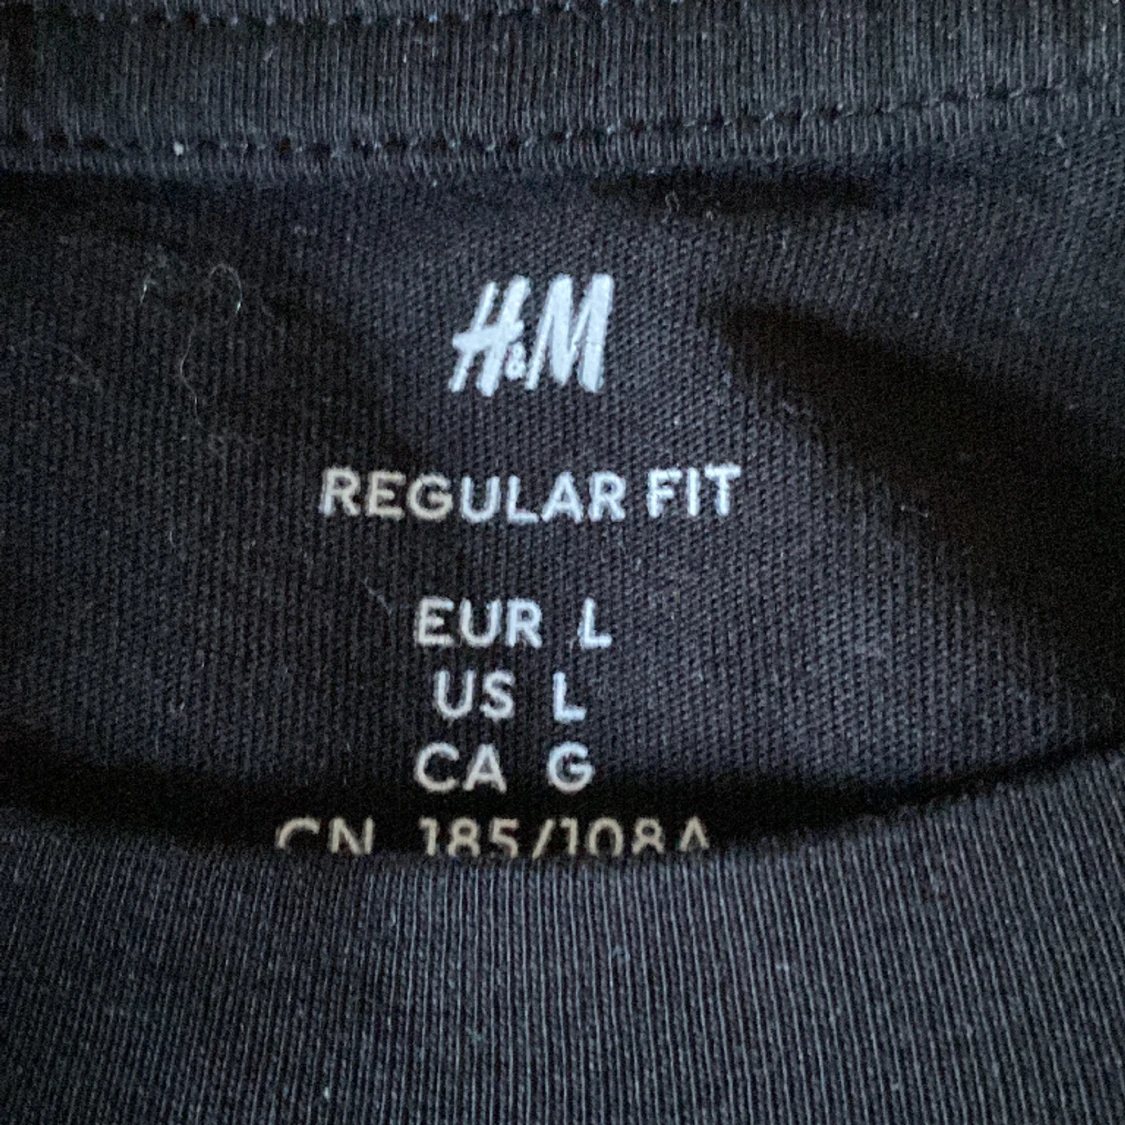 H&M
REGULAR FIT
EUR L
US L
CA G
CN 185/108A